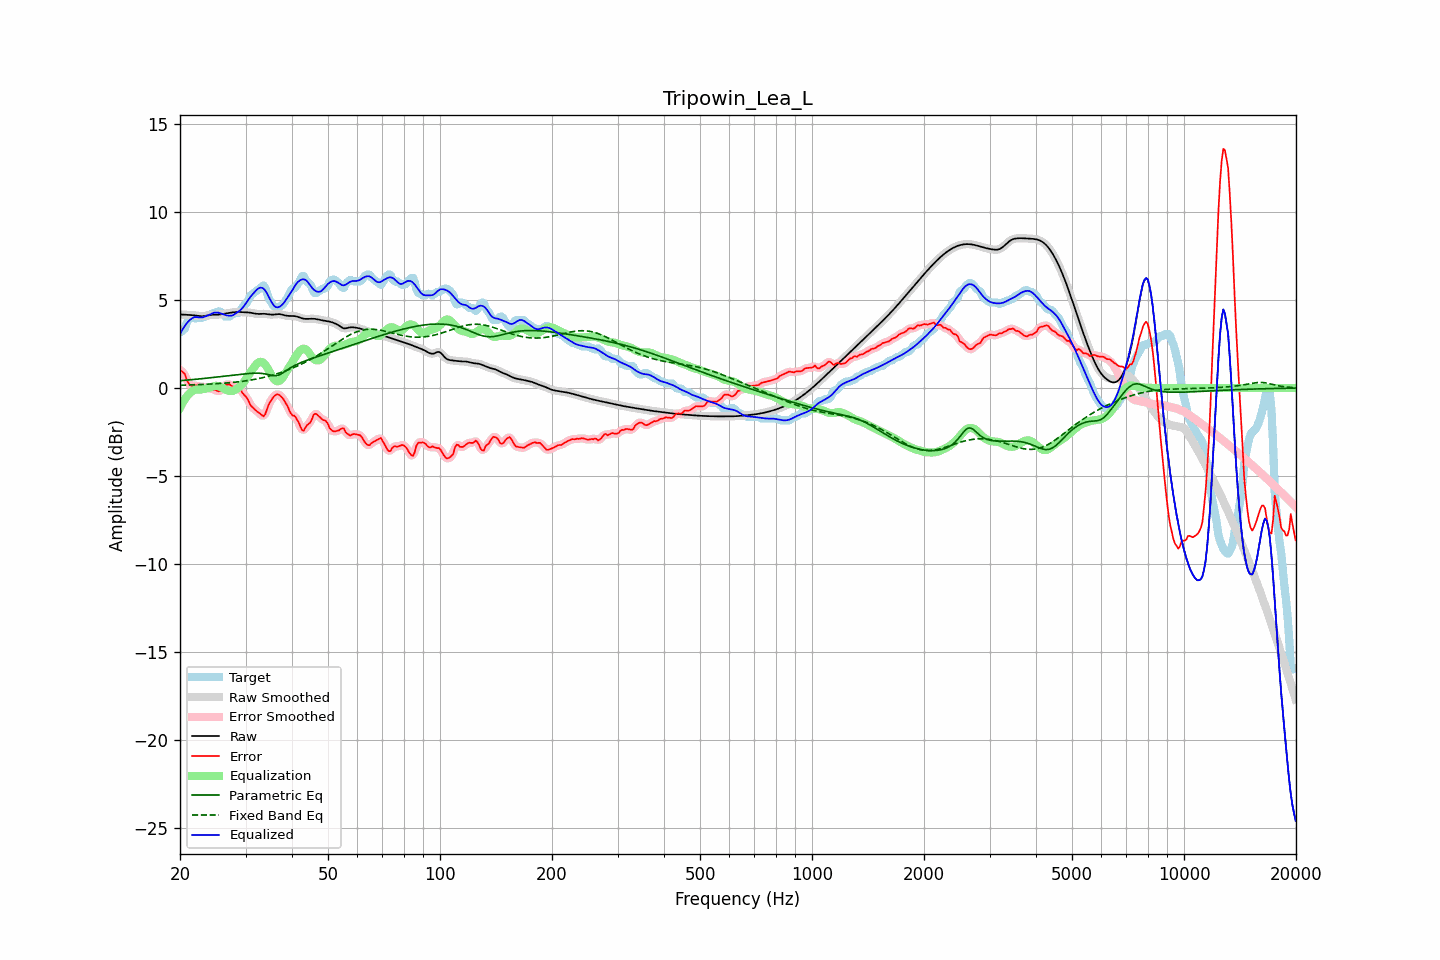 Tripowin_Lea_L
Amplitude (dBr)
15
10
5
0
−5
−10
−15
−20
−25
Target
Raw Smoothed
Error Smoothed
Raw
Error
Equalization
Parametric Eq
Fixed Band Eq
Equalized
20 50 100 200 500 1000 2000 5000 10000 20000
Frequency (Hz)